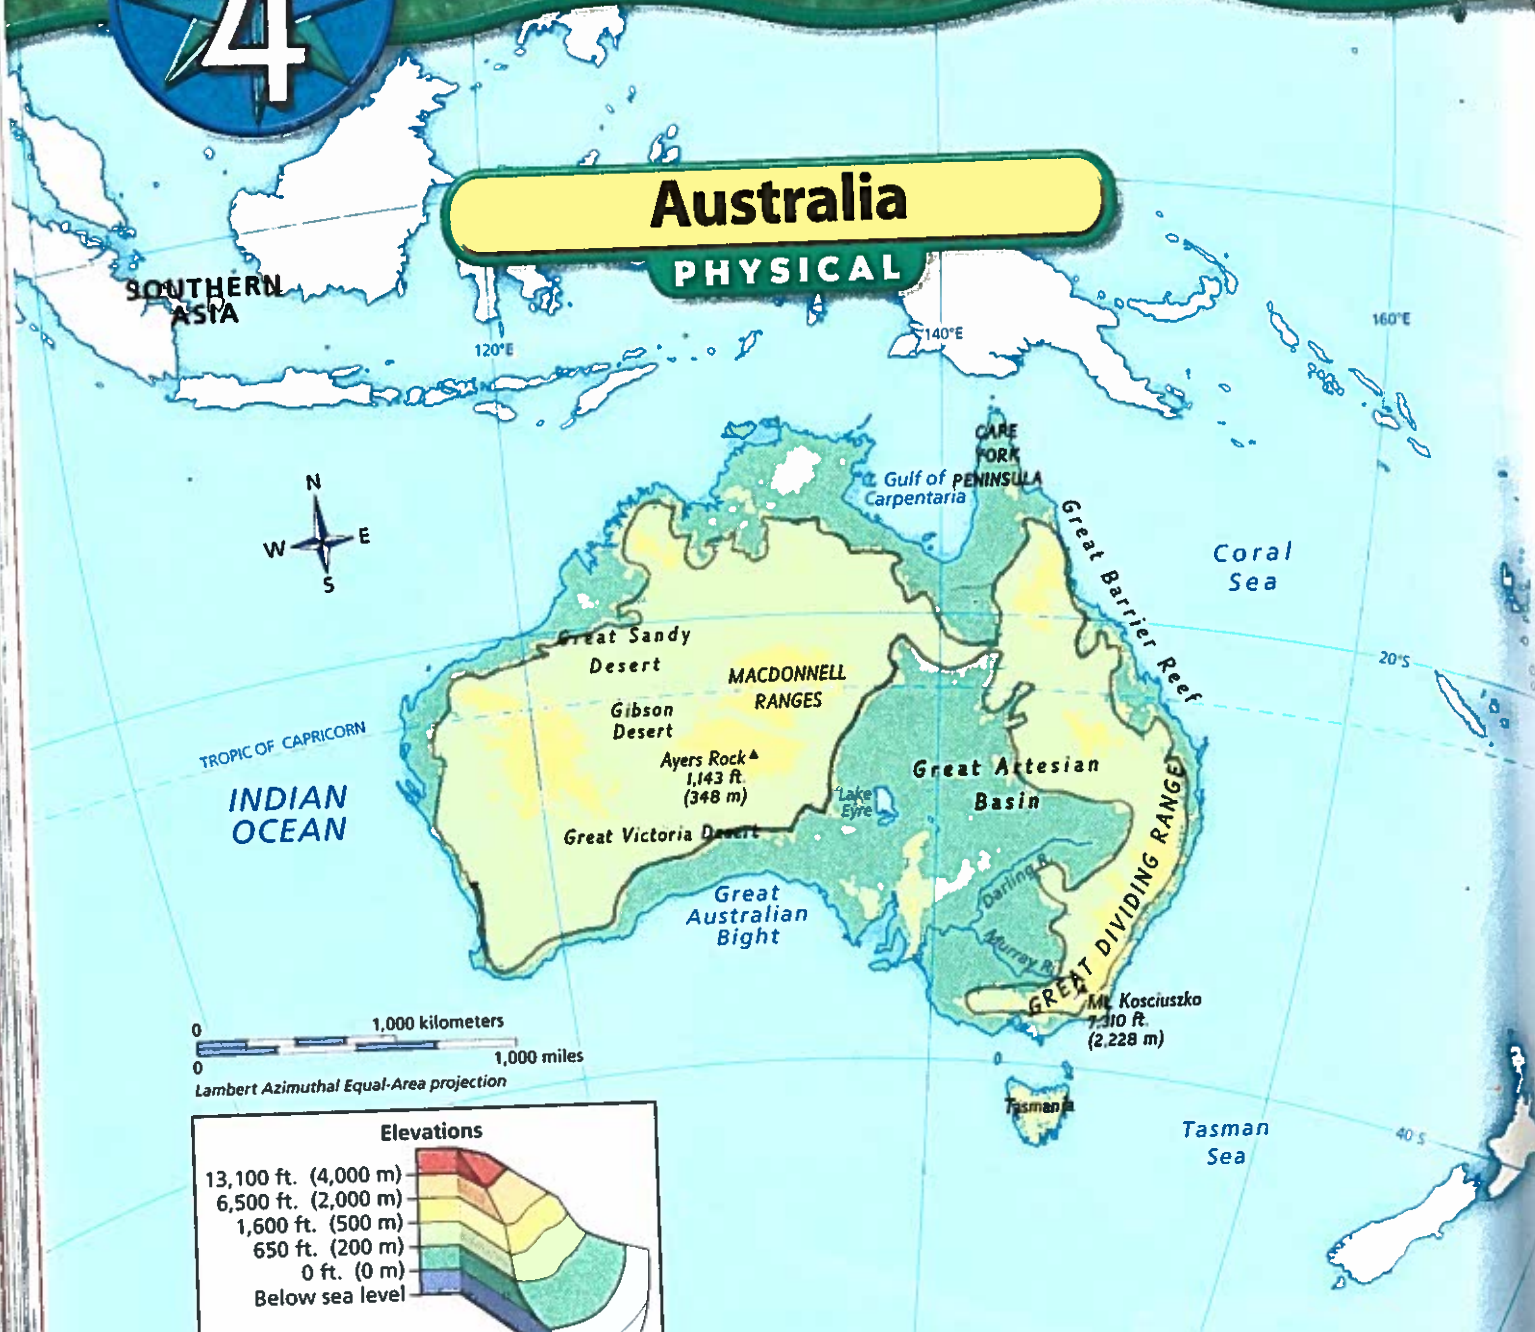 4
Australia
PHYSICAL
SOUTHERN
ASIA
120°E
140°E
160°E
CAPE
YORK
PENINSULA
Gulf of
Carpentaria
N
W
E
S
Great Barrier Reef
Coral
Sea
Great Sandy
Desert
MACDONNELL
RANGES
20°S
Gibson
Desert
TROPIC OF CAPRICORN
Ayers Rock
1,143 ft.
(348 m)
Great Artesian
Basin
Lake
Eyre
INDIAN
OCEAN
Great Victoria Desert
GREAT DIVIDING RANGE
Darling R.
Great
Australian
Bight
Murray R.
Mt. Kosciuszko
7,310 ft.
(2,228 m)
0
1,000 kilometers
0
1,000 miles
Lambert Azimuthal Equal-Area projection
Tasmania
Tasman
Sea
40 S
Elevations
13,100 ft. (4,000 m)
6,500 ft. (2,000 m)
1,600 ft. (500 m)
650 ft. (200 m)
0 ft. (0 m)
Below sea level